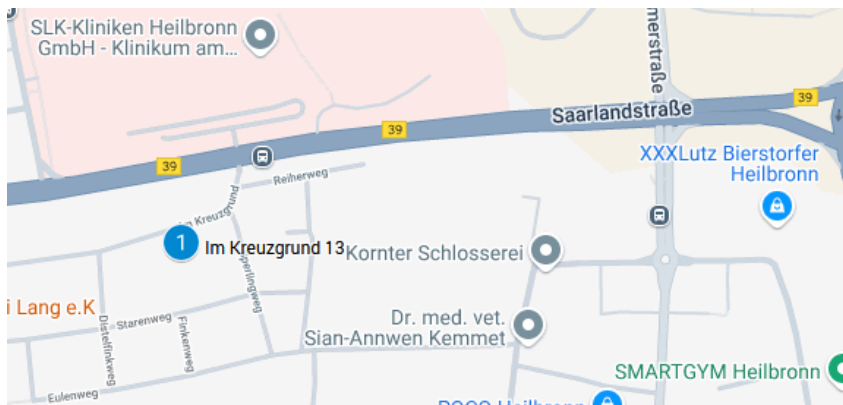 SLK-Kliniken Heilbronn
GmbH - Klinikum am...
39
Saarlandstraße
39
39
merstraße
XXXLutz Bierstorfer
Heilbronn
Reiherweg
Im Kreuzgrund
1
Im Kreuzgrund 13
Kornter Schlosserei
perlingweg
i Lang e.K
Starenweg
Distelfinkweg
Finkenweg
Dr. med. vet.
Sian-Annwen Kemmet
SMARTGYM Heilbronn
Eulenweg